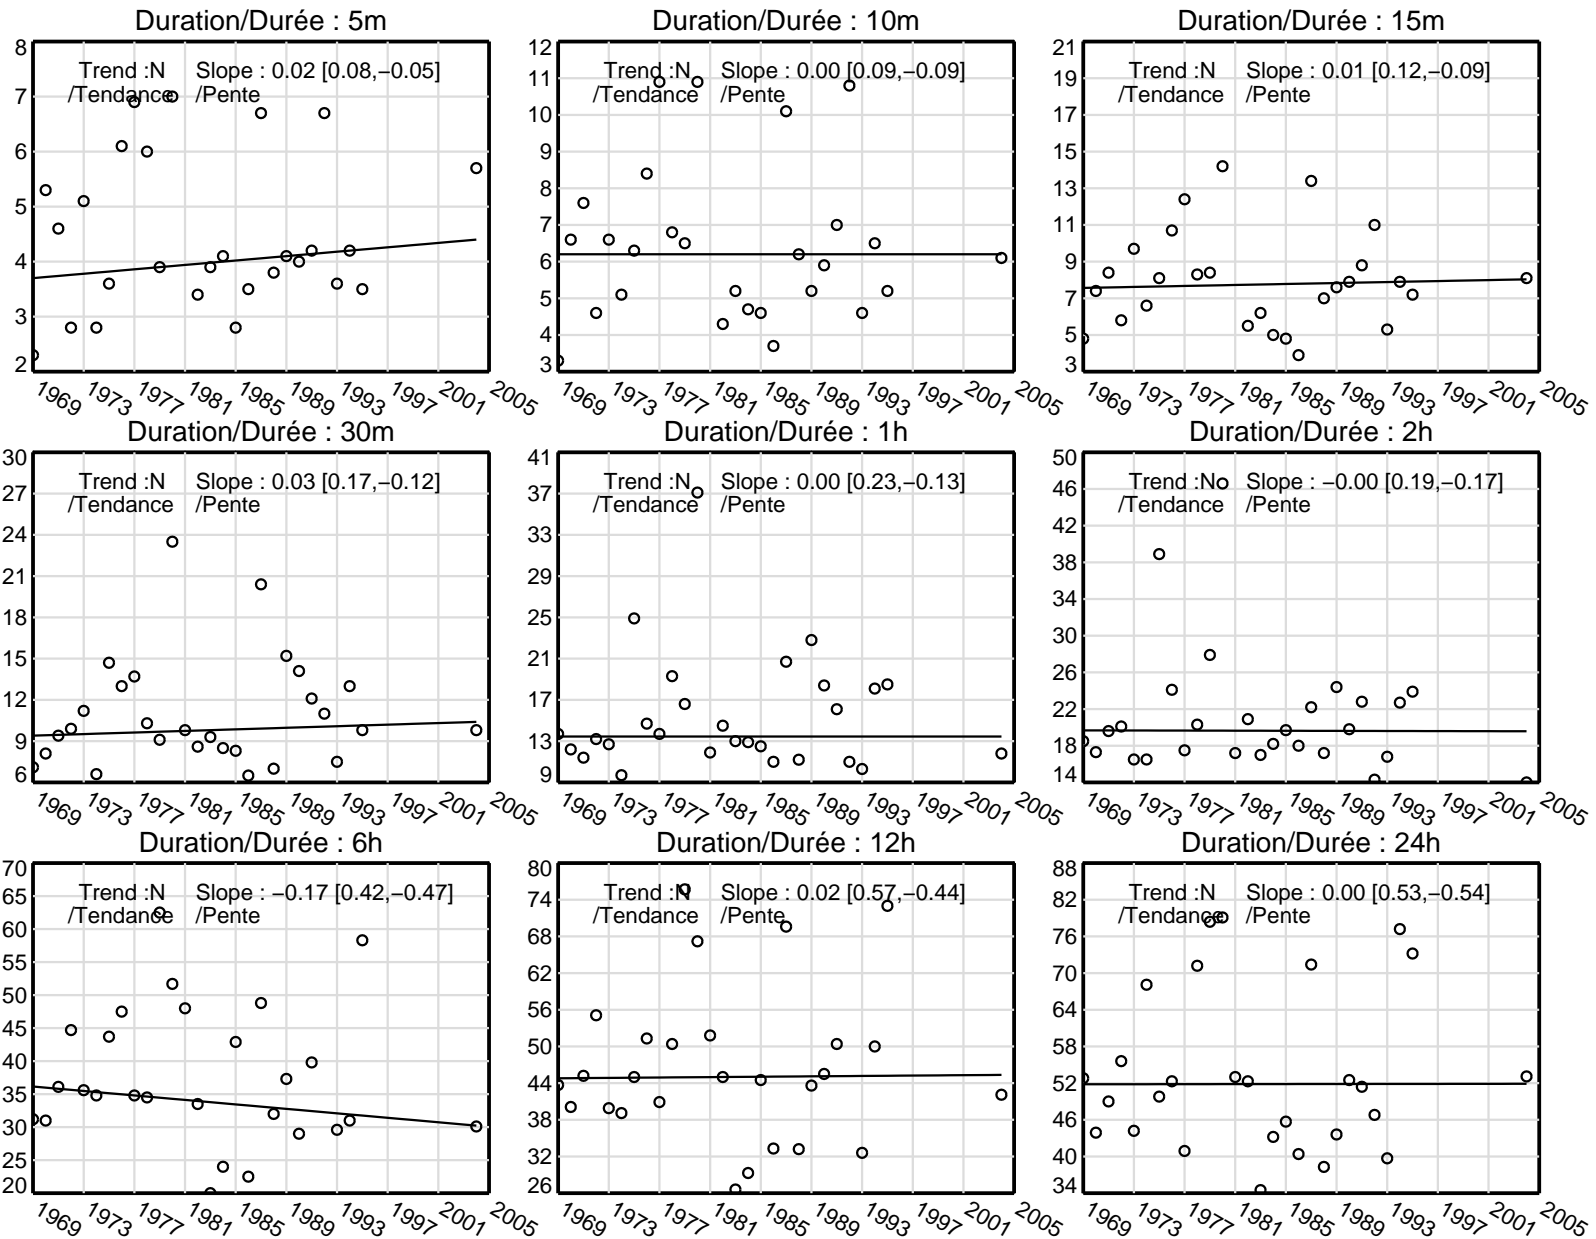 Duration/Durée : 5m
Trend :N Slope : 0.02 [0.08,−0.05]
/Tendance /Pente
8
7
6
5
4
3
2
1969 1973 1977 1981 1985 1989 1993 1997 2001 2005
Duration/Durée : 10m
Trend :N Slope : 0.00 [0.09,−0.09]
/Tendance /Pente
12
11
10
9
8
7
6
5
4
3
1969 1973 1977 1981 1985 1989 1993 1997 2001 2005
Duration/Durée : 15m
Trend :N Slope : 0.01 [0.12,−0.09]
/Tendance /Pente
21
19
17
15
13
11
9
7
5
3
1969 1973 1977 1981 1985 1989 1993 1997 2001 2005
Duration/Durée : 30m
Trend :N Slope : 0.03 [0.17,−0.12]
/Tendance /Pente
30
27
24
21
18
15
12
9
6
1969 1973 1977 1981 1985 1989 1993 1997 2001 2005
Duration/Durée : 1h
Trend :N Slope : 0.00 [0.23,−0.13]
/Tendance /Pente
41
37
33
29
25
21
17
13
9
1969 1973 1977 1981 1985 1989 1993 1997 2001 2005
Duration/Durée : 2h
Trend :N Slope : −0.00 [0.19,−0.17]
/Tendance /Pente
50
46
42
38
34
30
26
22
18
14
1969 1973 1977 1981 1985 1989 1993 1997 2001 2005
Duration/Durée : 6h
Trend :N Slope : −0.17 [0.42,−0.47]
/Tendance /Pente
70
65
60
55
50
45
40
35
30
25
20
1969 1973 1977 1981 1985 1989 1993 1997 2001 2005
Duration/Durée : 12h
Trend :N Slope : 0.02 [0.57,−0.44]
/Tendance /Pente
80
74
68
62
56
50
44
38
32
26
1969 1973 1977 1981 1985 1989 1993 1997 2001 2005
Duration/Durée : 24h
Trend :N Slope : 0.00 [0.53,−0.54]
/Tendance /Pente
88
82
76
70
64
58
52
46
40
34
1969 1973 1977 1981 1985 1989 1993 1997 2001 2005